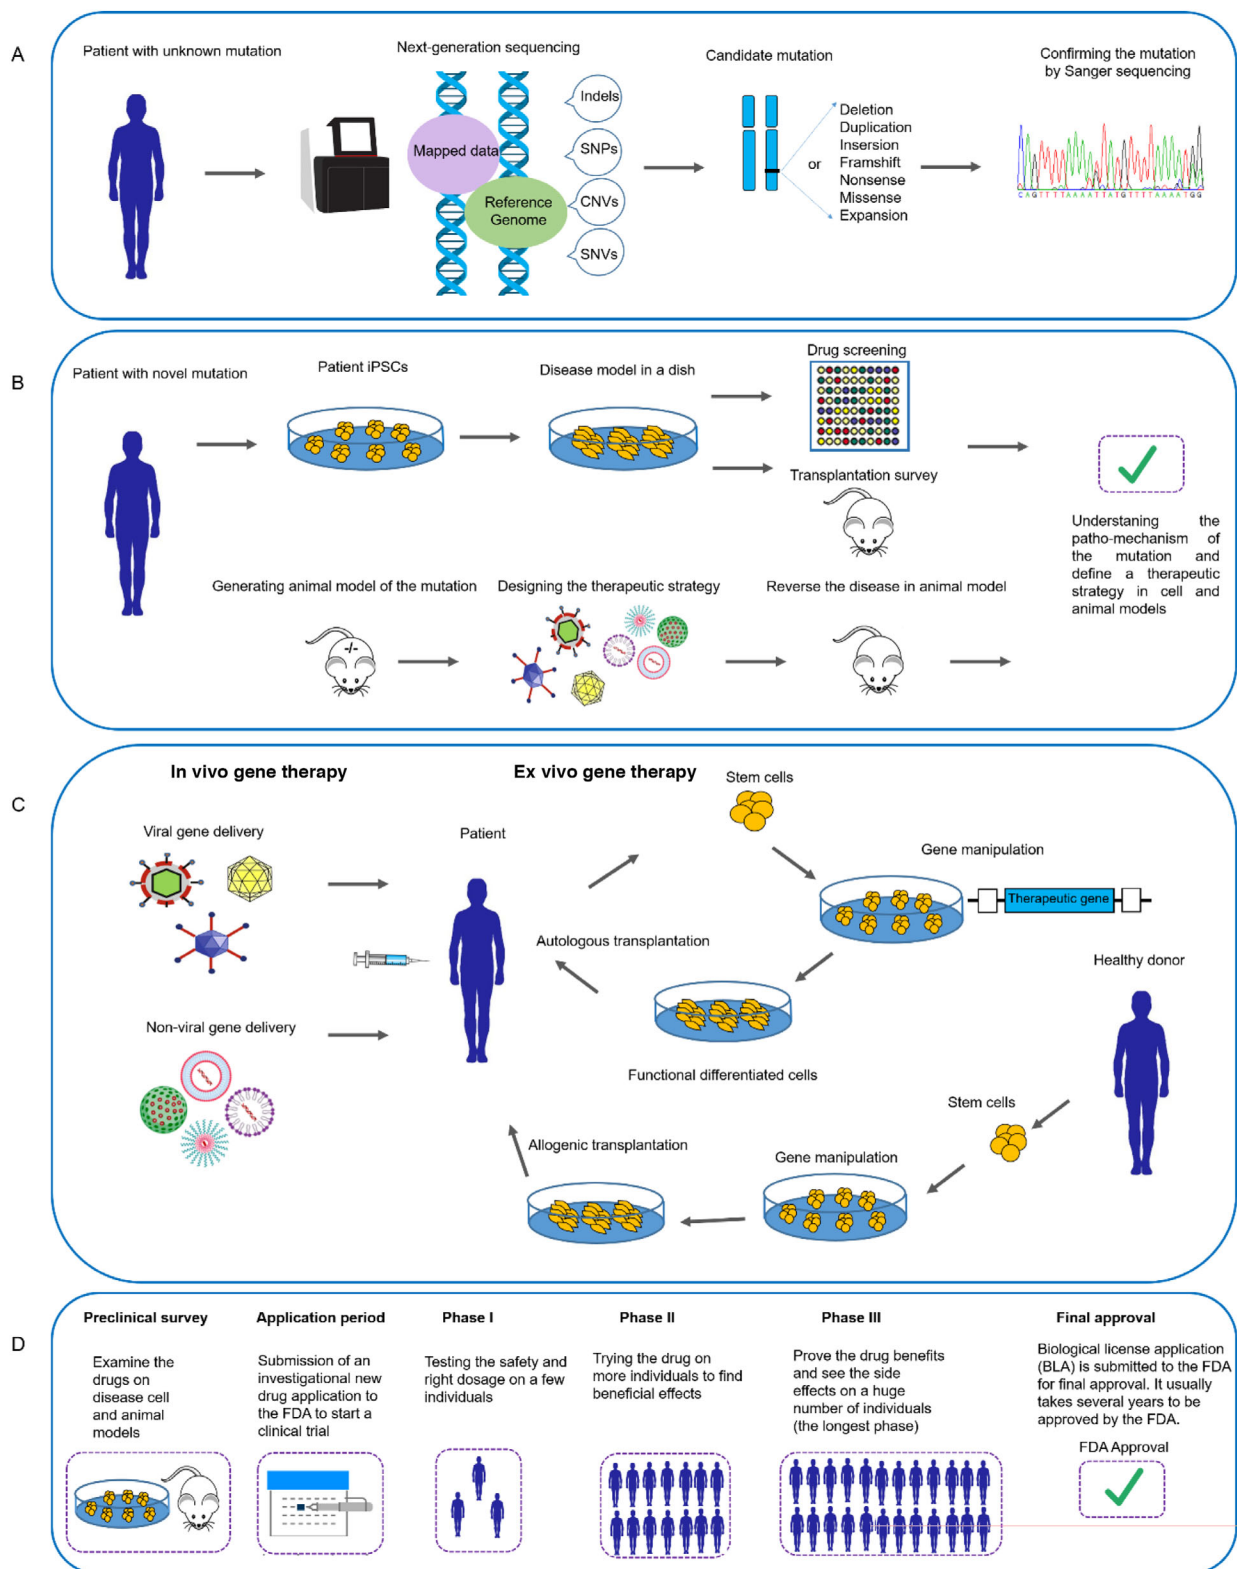 A
Patient with unknown mutation
Next-generation sequencing
Mapped data
Reference
Genome
Indels
SNPs
CNVs
SNVs
Candidate mutation
or
Deletion
Duplication
Insersion
Framshift
Nonsense
Missense
Expansion
Confirming the mutation
by Sanger sequencing
CAGTTTTAAAATTATGTTTTAAAATGG
B
Patient with novel mutation
Patient iPSCs
Disease model in a dish
Drug screening
Transplantation survey
Generating animal model of the mutation
-/-
Designing the therapeutic strategy
Reverse the disease in animal model
Understaning the
patho-mechanism of
the mutation and
define a therapeutic
strategy in cell and
animal models
C
In vivo gene therapy
Ex vivo gene therapy
Viral gene delivery
Non-viral gene delivery
Patient
Stem cells
Gene manipulation
Therapeutic gene
Autologous transplantation
Functional differentiated cells
Healthy donor
Stem cells
Gene manipulation
Allogenic transplantation
D
Preclinical survey
Examine the
drugs on
disease cell
and animal
models
Application period
Submission of an
investigational new
drug application to
the FDA to start a
clinical trial
Phase I
Testing the safety and
right dosage on a few
individuals
Phase II
Trying the drug on
more individuals to find
beneficial effects
Phase III
Prove the drug benefits
and see the side
effects on a huge
number of individuals
(the longest phase)
Final approval
Biological license application
(BLA) is submitted to the FDA
for final approval. It usually
takes several years to be
approved by the FDA.
FDA Approval